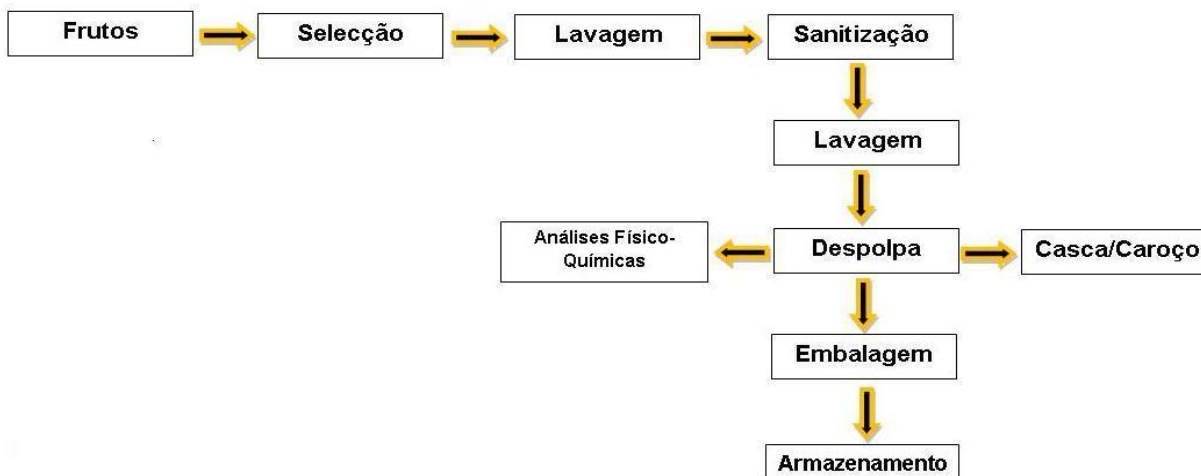 Frutos
Selecção
Lavagem
Sanitização
Lavagem
Análises Físico-
Químicas
Despolpa
Casca/Caroço
Embalagem
Armazenamento